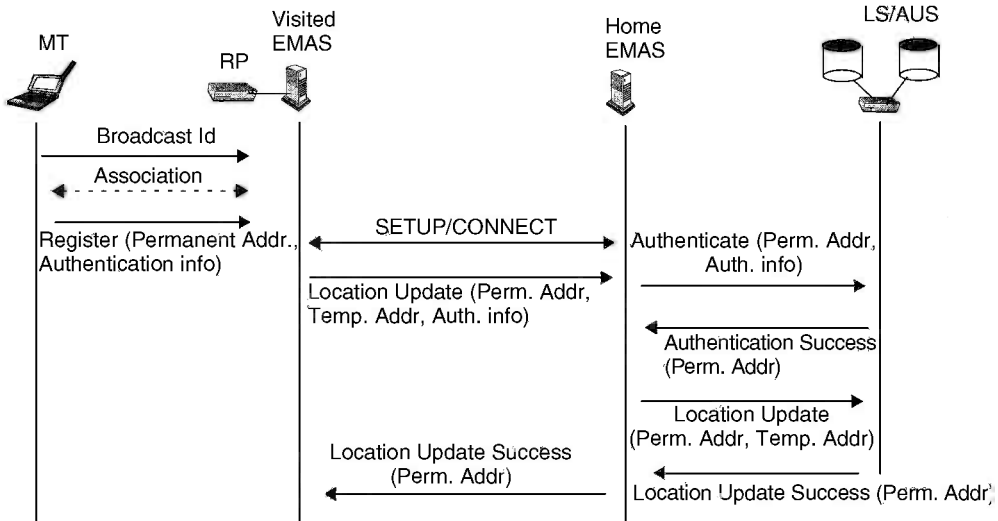 MT
RP
Visited
EMAS
Home
EMAS
LS/AUS
Broadcast Id
Association
Register (Permanent Addr.,
Authentication info)
SETUP/CONNECT
Location Update (Perm. Addr,
Temp. Addr, Auth. info)
Authenticate (Perm. Addr,
Auth. info)
Authentication Success
(Perm. Addr)
Location Update
(Perm. Addr, Temp. Addr)
Location Update Success (Perm. Addr)
Location Update Success
(Perm. Addr)